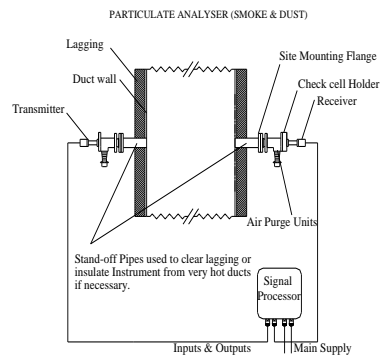 PARTICULATE ANALYSER (SMOKE & DUST)
Lagging
Site Mounting Flange
Duct wall
Check cell Holder
Transmitter
Receiver
Air Purge Units
Stand-off Pipes used to clear lagging or
insulate Instrument from very hot ducts
if necessary.
Signal
Processor
Inputs & Outputs
Main Supply